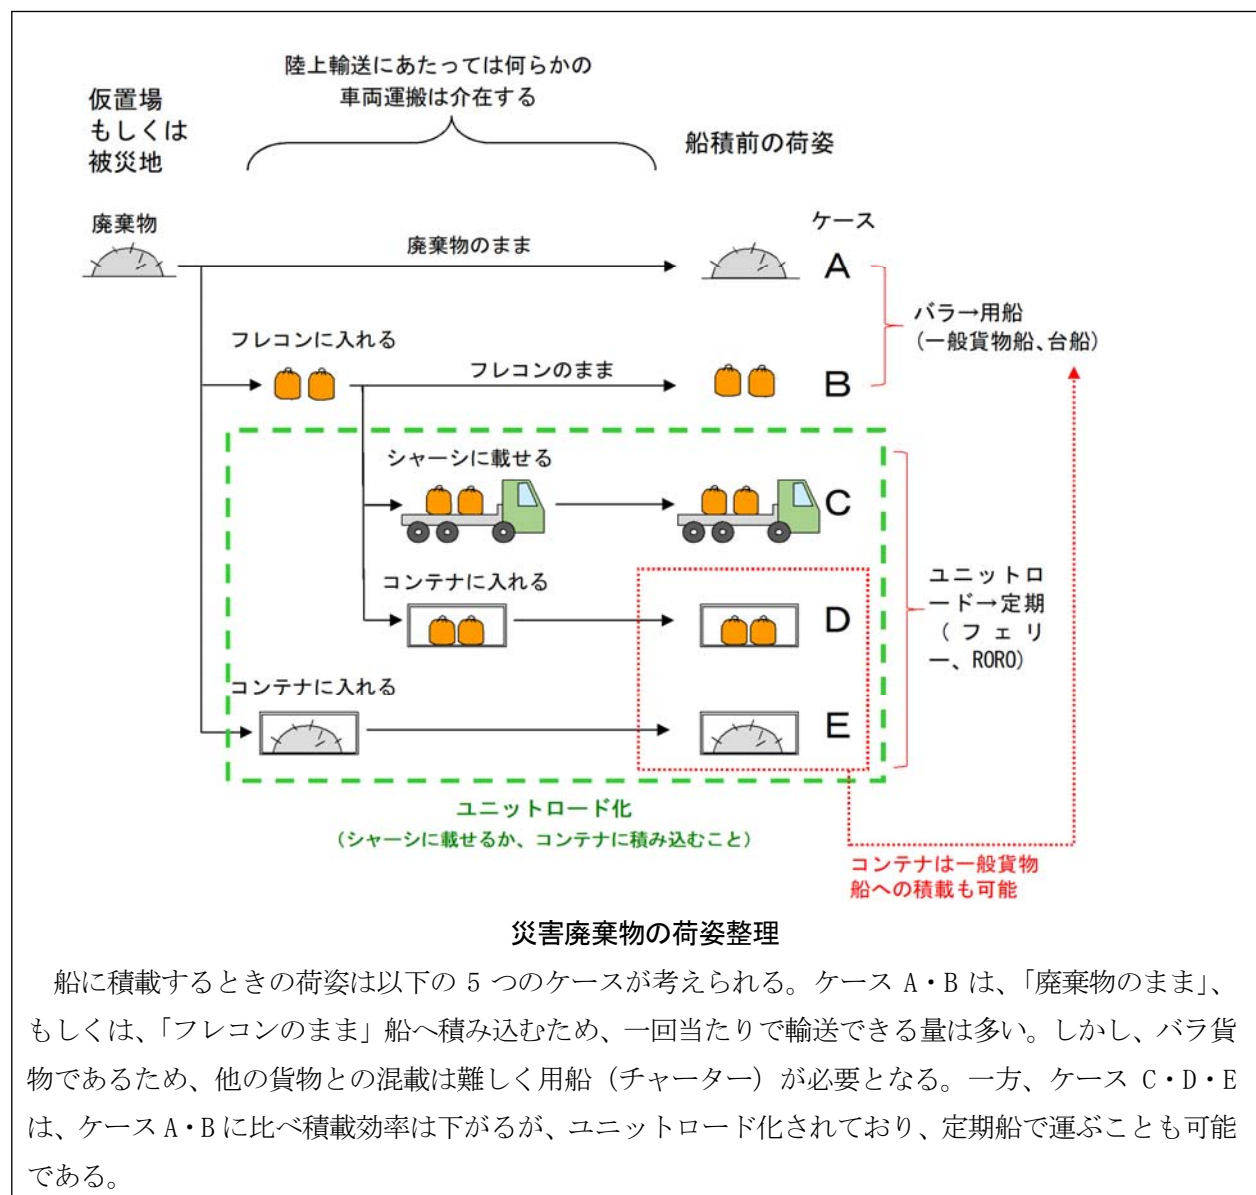 陸上輸送にあたっては何らかの
車両運搬は介在する
仮置場
もしくは
被災地
船積前の荷姿
廃棄物
ケース
廃棄物のまま
A
バラ→用船
(一般貨物船、台船)
フレコンに入れる
フレコンのまま
B
シャーシに載せる
C
コンテナに入れる
D
ユニットロ
ード→定期
(フェリ
ー、RORO)
コンテナに入れる
E
ユニットロード化
(シャーシに載せるか、コンテナに積み込むこと)
コンテナは一般貨物
船への積載も可能
災害廃棄物の荷姿整理
船に積載するときの荷姿は以下の 5 つのケースが考えられる。ケース A・B は、「廃棄物のまま」、
もしくは、「フレコンのまま」船へ積み込むため、一回当たりで輸送できる量は多い。しかし、バラ貨
物であるため、他の貨物との混載は難しく用船（チャーター）が必要となる。一方、ケース C・D・E
は、ケース A・B に比べ積載効率は下がるが、ユニットロード化されており、定期船で運ぶことも可能
である。